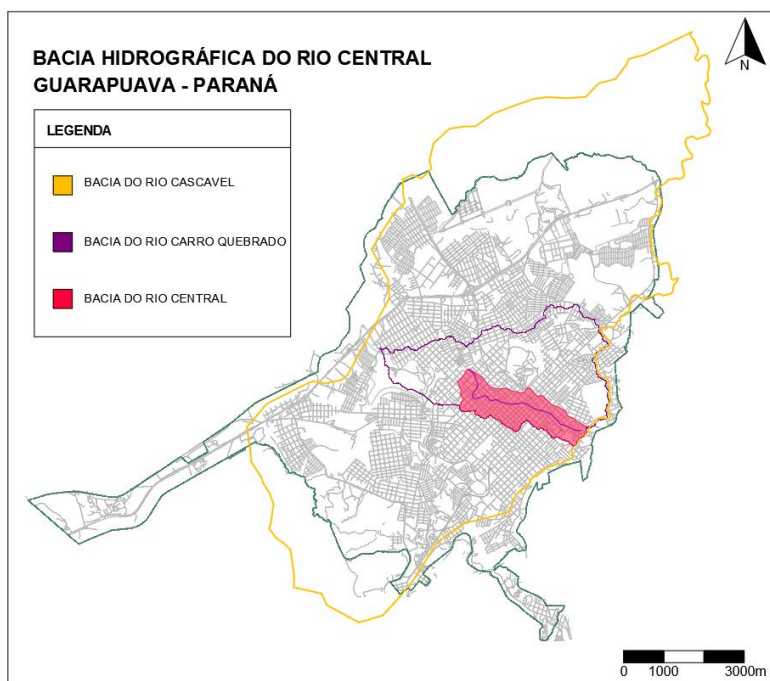 BACIA HIDROGRÁFICA DO RIO CENTRAL
GUARAPUAVA - PARANÁ
N
LEGENDA
BACIA DO RIO CASCAVEL
BACIA DO RIO CARRO QUEBRADO
BACIA DO RIO CENTRAL
0 1000 3000m